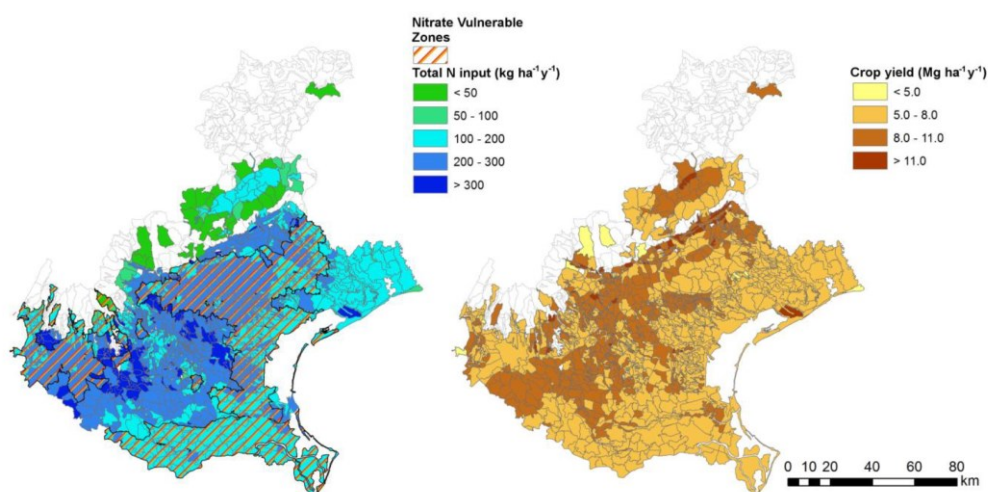 Nitrate Vulnerable
Zones
Total N input (kg ha⁻¹y⁻¹)
< 50
50 - 100
100 - 200
200 - 300
> 300
Crop yield (Mg ha⁻¹y⁻¹)
< 5.0
5.0 - 8.0
8.0 - 11.0
> 11.0
0 10 20 40 60 80
km